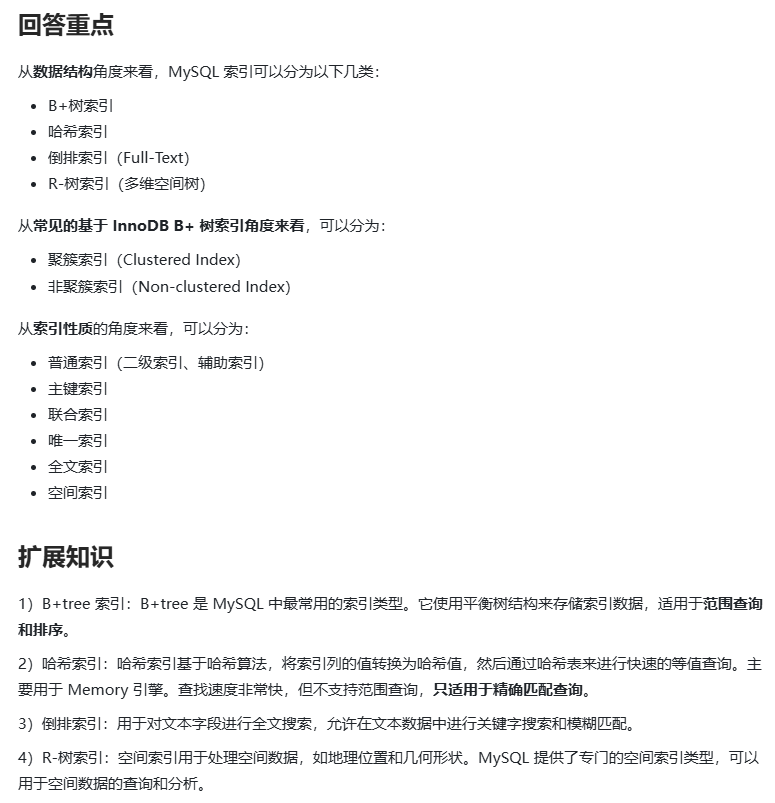 回答重点
从数据结构角度来看，MySQL 索引可以分为以下几类：
• B+树索引
• 哈希索引
• 倒排索引（Full-Text）
• R-树索引（多维空间树）
从常见的基于 InnoDB B+ 树索引角度来看，可以分为：
• 聚簇索引（Clustered Index）
• 非聚簇索引（Non-clustered Index）
从索引性质的角度来看，可以分为：
• 普通索引（二级索引、辅助索引）
• 主键索引
• 联合索引
• 唯一索引
• 全文索引
• 空间索引
扩展知识
1）B+tree 索引：B+tree 是 MySQL 中最常用的索引类型。它使用平衡树结构来存储索引数据，适用于范围查询
和排序。
2）哈希索引：哈希索引基于哈希算法，将索引列的值转换为哈希值，然后通过哈希表来进行快速的等值查询。主
要用于 Memory 引擎。查找速度非常快，但不支持范围查询，只适用于精确匹配查询。
3）倒排索引：用于对文本字段进行全文搜索，允许在文本数据中进行关键字搜索和模糊匹配。
4）R-树索引：空间索引用于处理空间数据，如地理位置和几何形状。MySQL 提供了专门的空间索引类型，可以
用于空间数据的查询和分析。